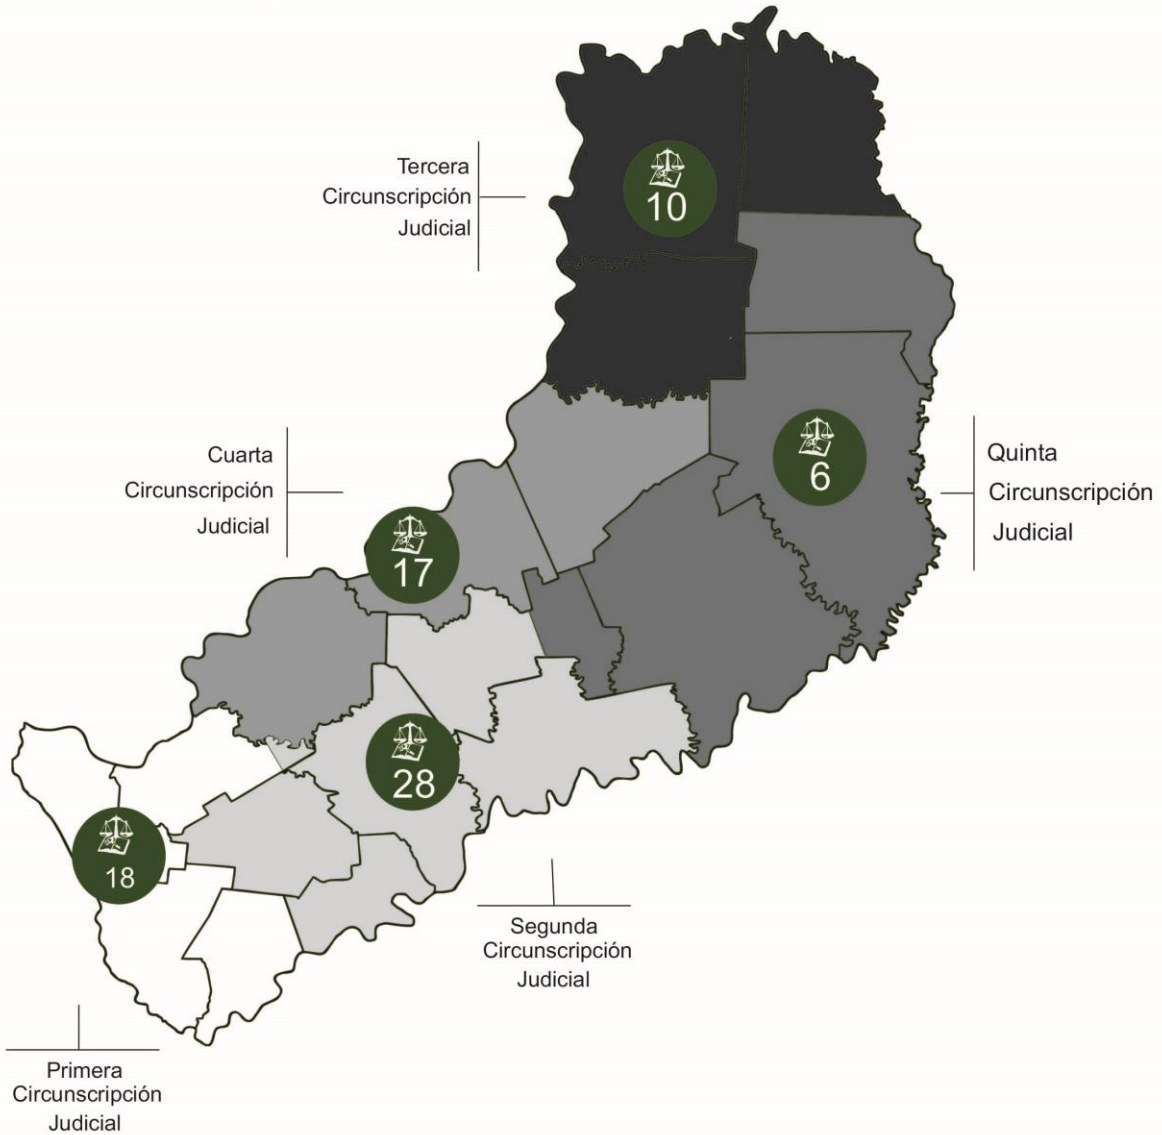 Tercera
Circunscripción
Judicial
10
Cuarta
Circunscripción
Judicial
6
Quinta
Circunscripción
Judicial
17
28
18
Segunda
Circunscripción
Judicial
Primera
Circunscripción
Judicial